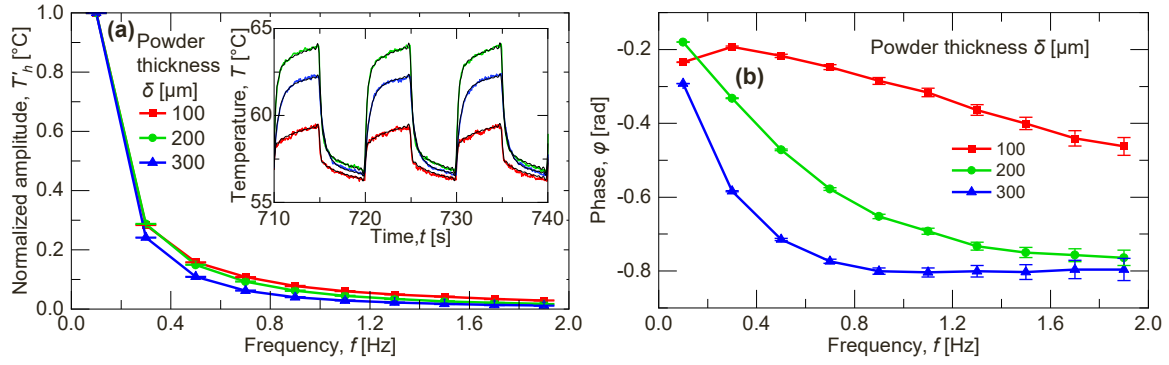 (a)
Powder
thickness
δ [µm]
100
200
300
Normalized amplitude, T'h [°C]
1.0
0.8
0.6
0.4
0.2
0.0
0.0 0.4 0.8 1.2 1.6 2.0
Frequency, f [Hz]
Temperature, T [°C]
65
60
55
710 720 730 740
Time,t [s]
(b)
Powder thickness δ [µm]
100
200
300
Phase, φ [rad]
-0.2
-0.4
-0.6
-0.8
0.0 0.4 0.8 1.2 1.6 2.0
Frequency, f [Hz]